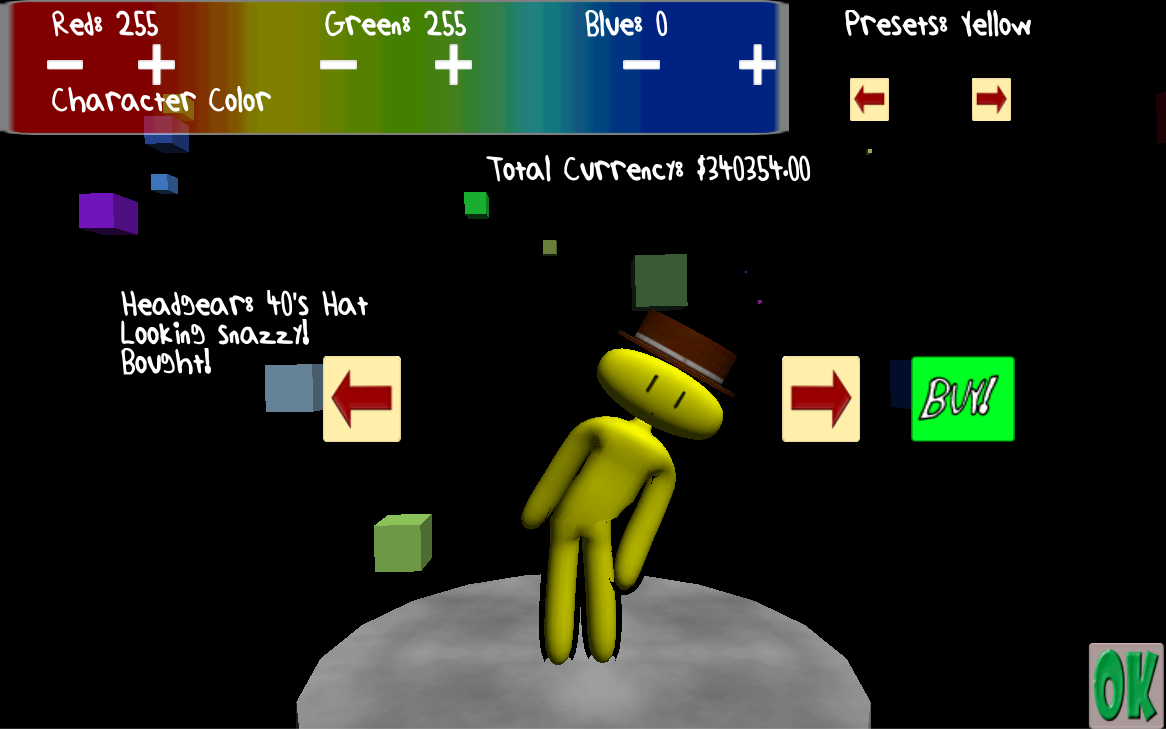 Red: 255
Green: 255
Blue: 0
Presets: Yellow
Character Color
Total Currency: $340354.00
Headgear: 40's Hat
Looking snazzy!
Bought!
BUY!
OK